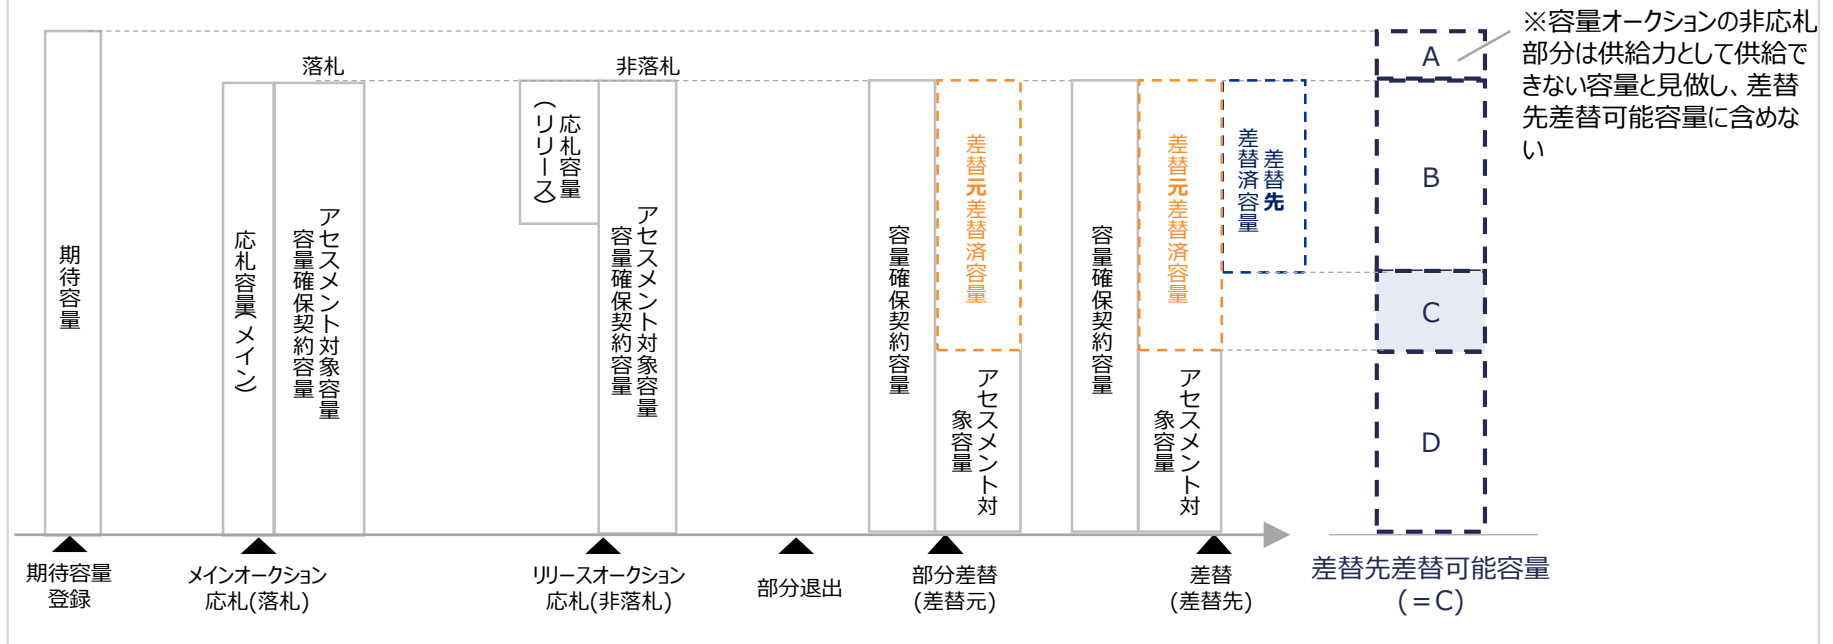 ※容量オークションの非応札
部分は供給力として供給で
きない容量と見做し、差替
先差替可能容量に含めな
い
落札
非落札
期待容量
応札容量(メイン)
アセスメント対象容量
容量確保契約容量
応札容量
(リリース)
アセスメント対象容量
容量確保契約容量
容量確保契約容量
差替元差替済容量
アセスメント対
象容量
容量確保契約容量
差替元差替済容量
アセスメント対
象容量
差替先
差替済容量
A
B
C
D
期待容量
登録
メインオークション
応札(落札)
リリースオークション
応札(非落札)
部分退出
部分差替
(差替元)
差替
(差替先)
差替先差替可能容量
(=C)